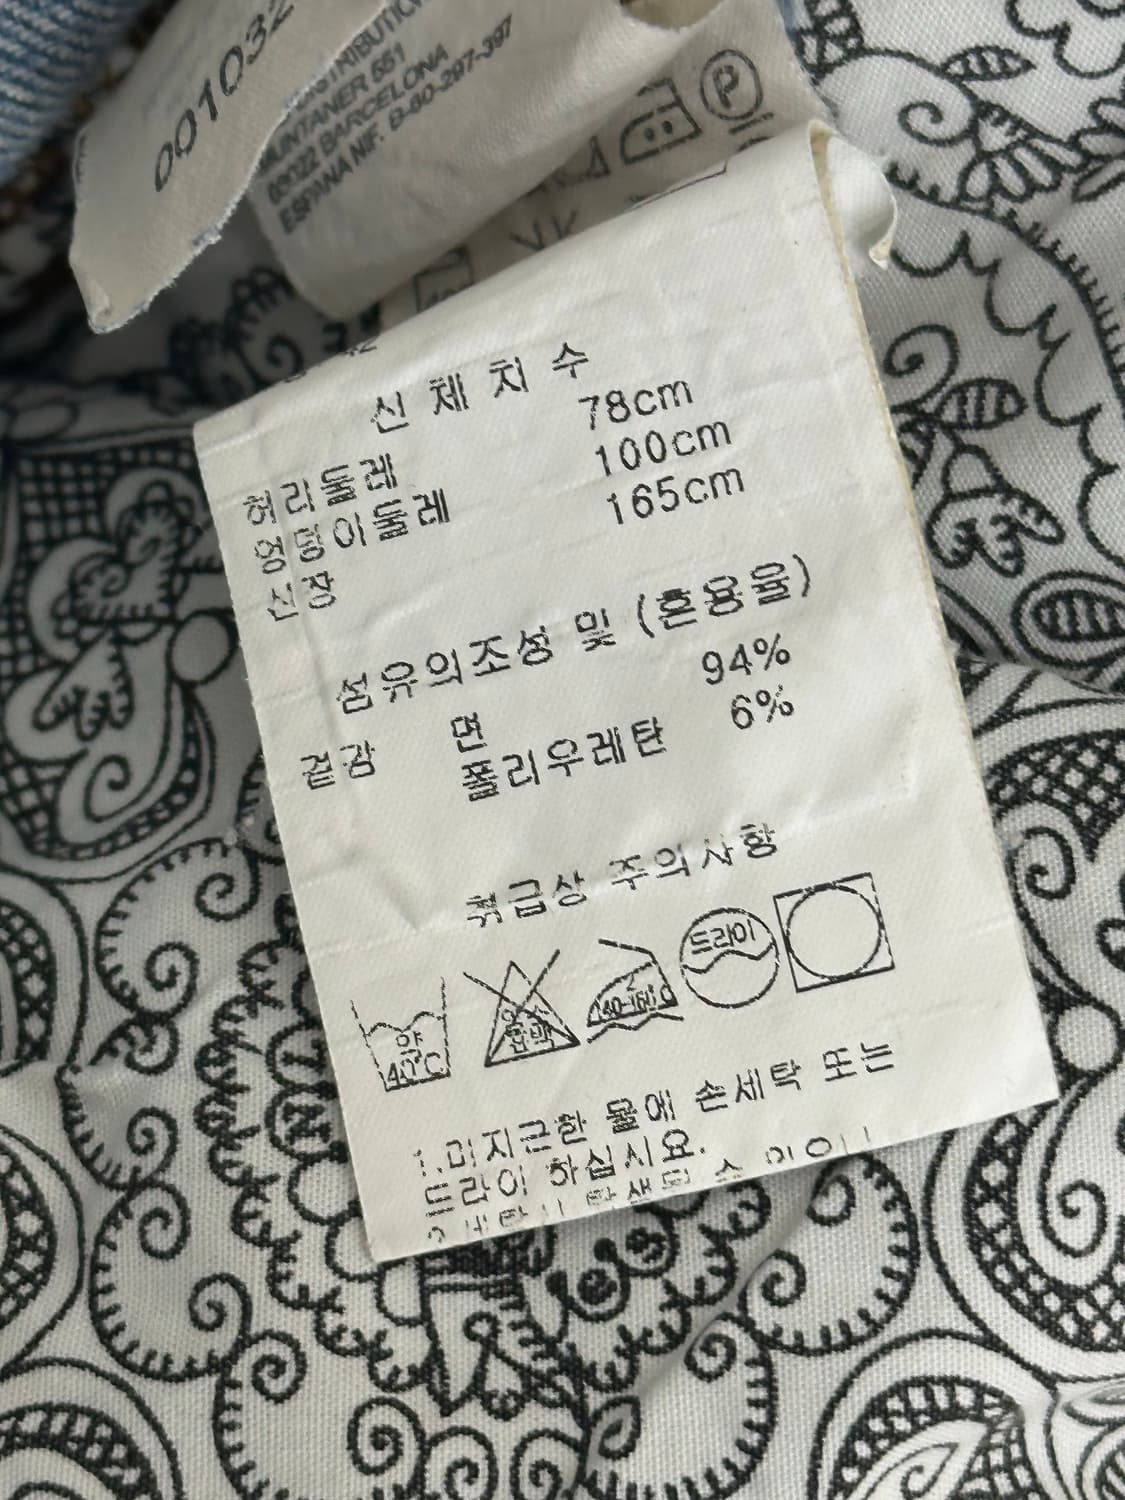 001032
MUNTANER 551
08022 BARCELONA
ESPANA NIF. B-60-297-397
P
신체치수
허리둘레 78cm
엉덩이둘레 100cm
신장 165cm
섬유의조성 및 (혼용율)
겉감 면 94%
폴리우레탄 6%
취급상 주의사항
약
40°C
드라이
1.미지근한 물에 손세탁 또는
드라이 하십시요.